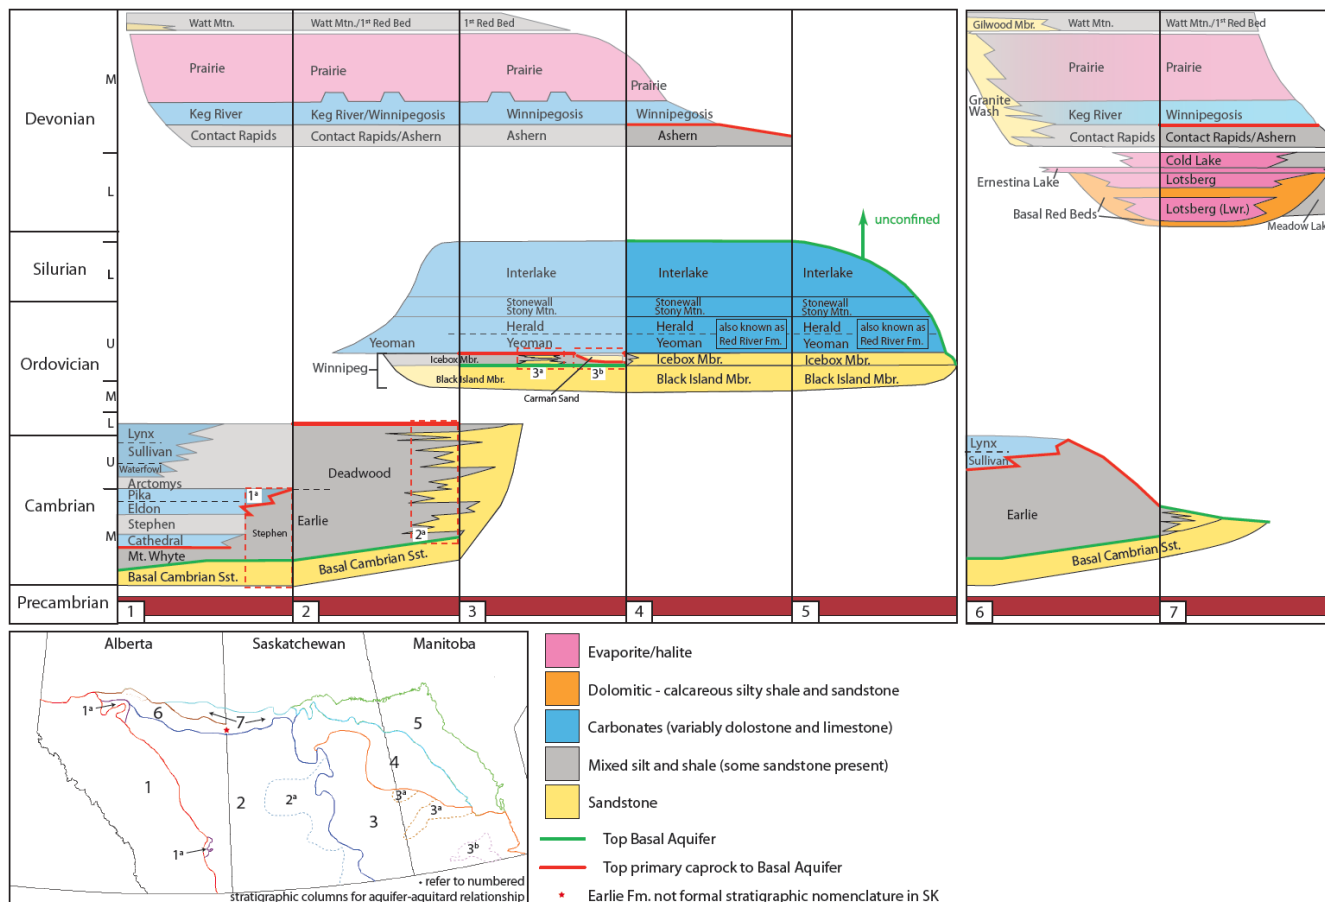 Watt Mtn.
Watt Mtn./1st Red Bed
1st Red Bed
Gilwood Mbr.
Watt Mtn.
Watt Mtn./1st Red Bed
M
Devonian
L
Prairie
Prairie
Prairie
Prairie
Prairie
Prairie
Keg River
Keg River/Winnipegosis
Winnipegosis
Winnipegosis
Granite
Wash
Keg River
Winnipegosis
Contact Rapids
Contact Rapids/Ashern
Ashern
Ashern
Contact Rapids
Contact Rapids/Ashern
Cold Lake
Ernestina Lake
Lotsberg
Basal Red Beds
Lotsberg (Lwr.)
Meadow Lak
unconfined
Silurian
L
Interlake
Interlake
Interlake
Stonewall
Stony Mtn.
Stonewall
Stony Mtn.
Stonewall
Stony Mtn.
Ordovician
U
M
L
Herald
Yeoman
Yeoman
Herald
Yeoman
also known as
Red River Fm.
Herald
Yeoman
also known as
Red River Fm.
Winnipeg
Icebox Mbr.
Icebox Mbr.
Icebox Mbr.
3a
3b
Black Island Mbr.
Black Island Mbr.
Black Island Mbr.
Carman Sand
Cambrian
U
M
Lynx
Sullivan
Waterfowl
Arctomys
Pika
Eldon
Stephen
Cathedral
Mt. Whyte
Basal Cambrian Sst.
1a
Stephen
Earlie
Deadwood
2a
Basal Cambrian Sst.
Lynx
Sullivan
Earlie
Basal Cambrian Sst.
Precambrian
1
2
3
4
5
6
7
Alberta
Saskatchewan
Manitoba
1a
6
7
5
4
1
2
2a
3
3a
3a
1a
3b
• refer to numbered
stratigraphic columns for aquifer-aquitard relationship
Evaporite/halite
Dolomitic - calcareous silty shale and sandstone
Carbonates (variably dolostone and limestone)
Mixed silt and shale (some sandstone present)
Sandstone
Top Basal Aquifer
Top primary caprock to Basal Aquifer
Earlie Fm. not formal stratigraphic nomenclature in SK